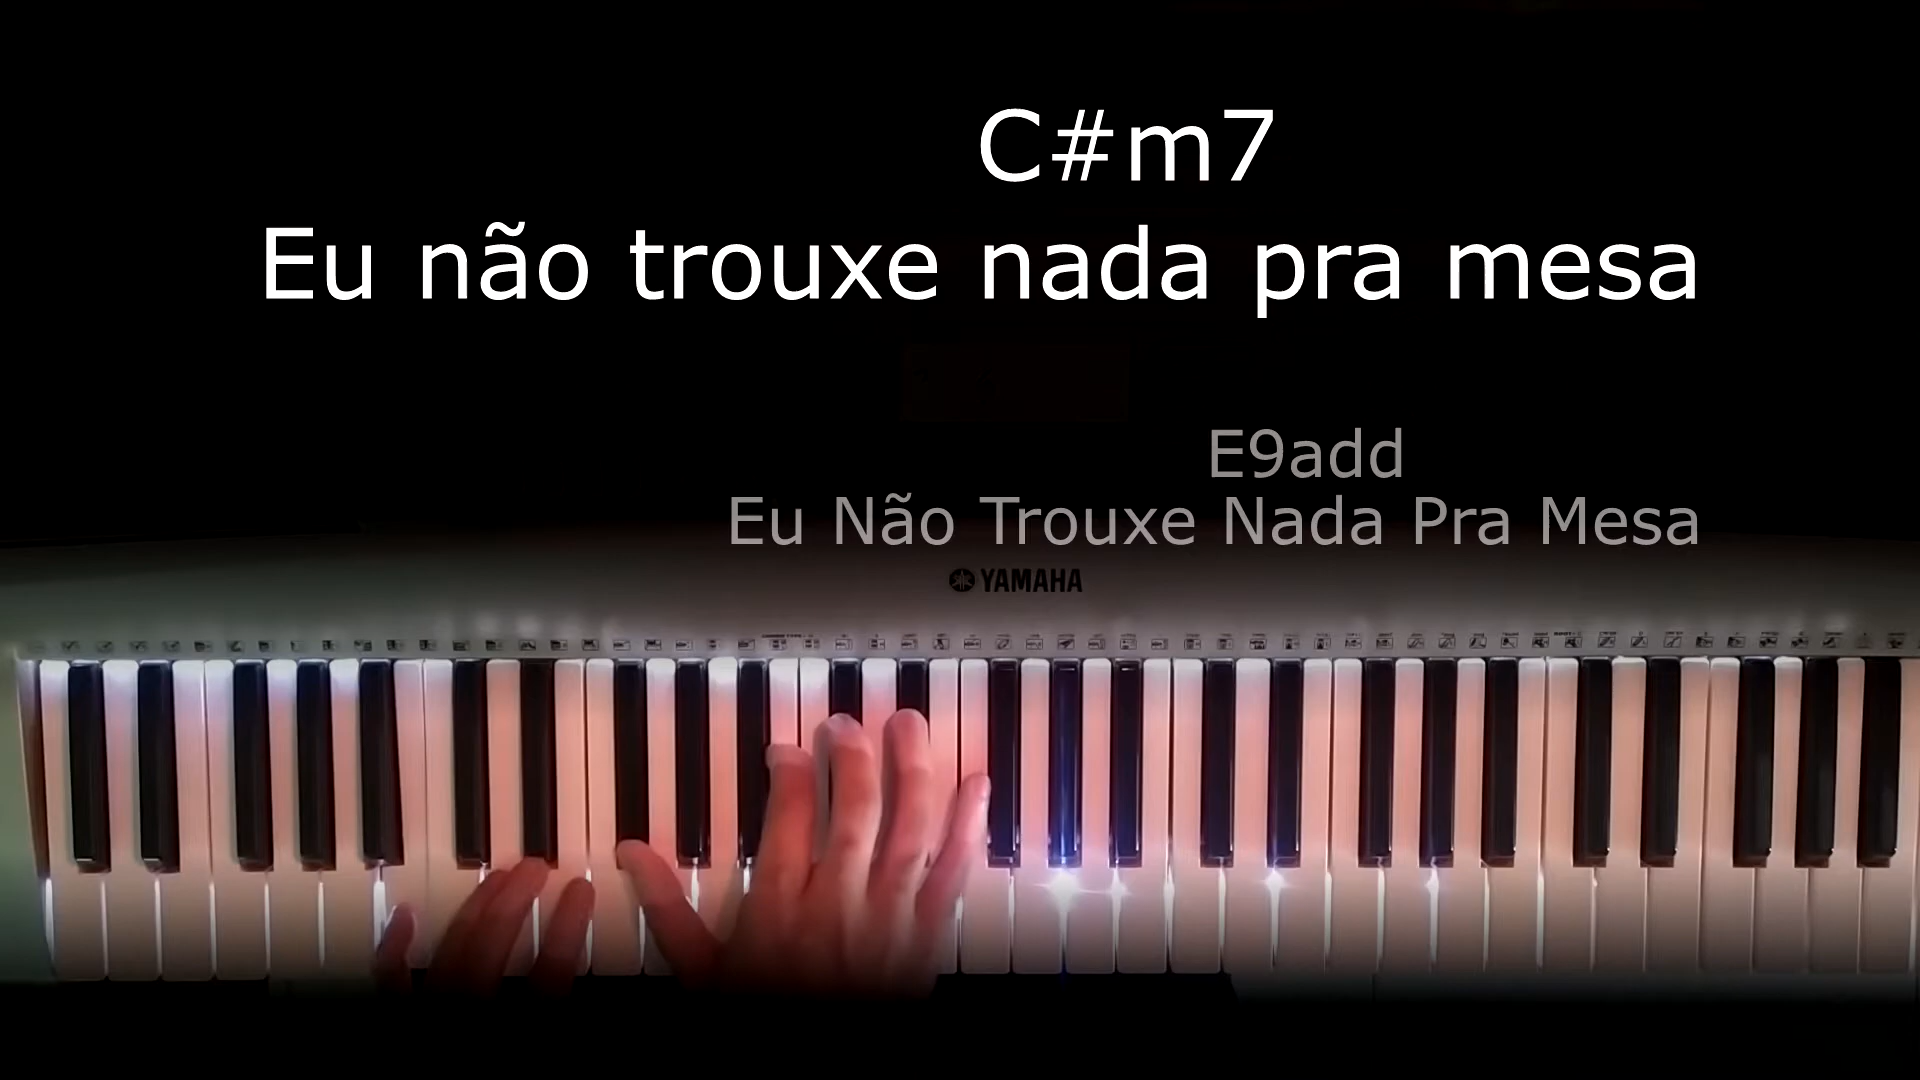 C#m7
Eu não trouxe nada pra mesa
E9add
Eu Não Trouxe Nada Pra Mesa
YAMAHA